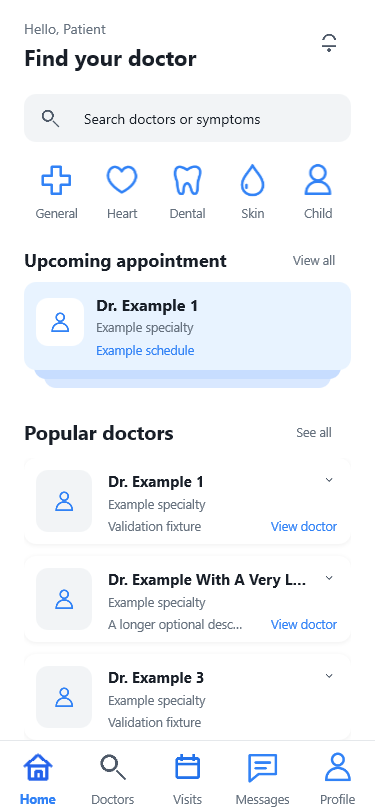 Hello, Patient
Find your doctor
Search doctors or symptoms
General
Heart
Dental
Skin
Child
Upcoming appointment
View all
Dr. Example 1
Example specialty
Example schedule
Popular doctors
See all
Dr. Example 1
Example specialty
Validation fixture
View doctor
Dr. Example With A Very L...
Example specialty
A longer optional desc...
View doctor
Dr. Example 3
Example specialty
Validation fixture
Home
Doctors
Visits
Messages
Profile